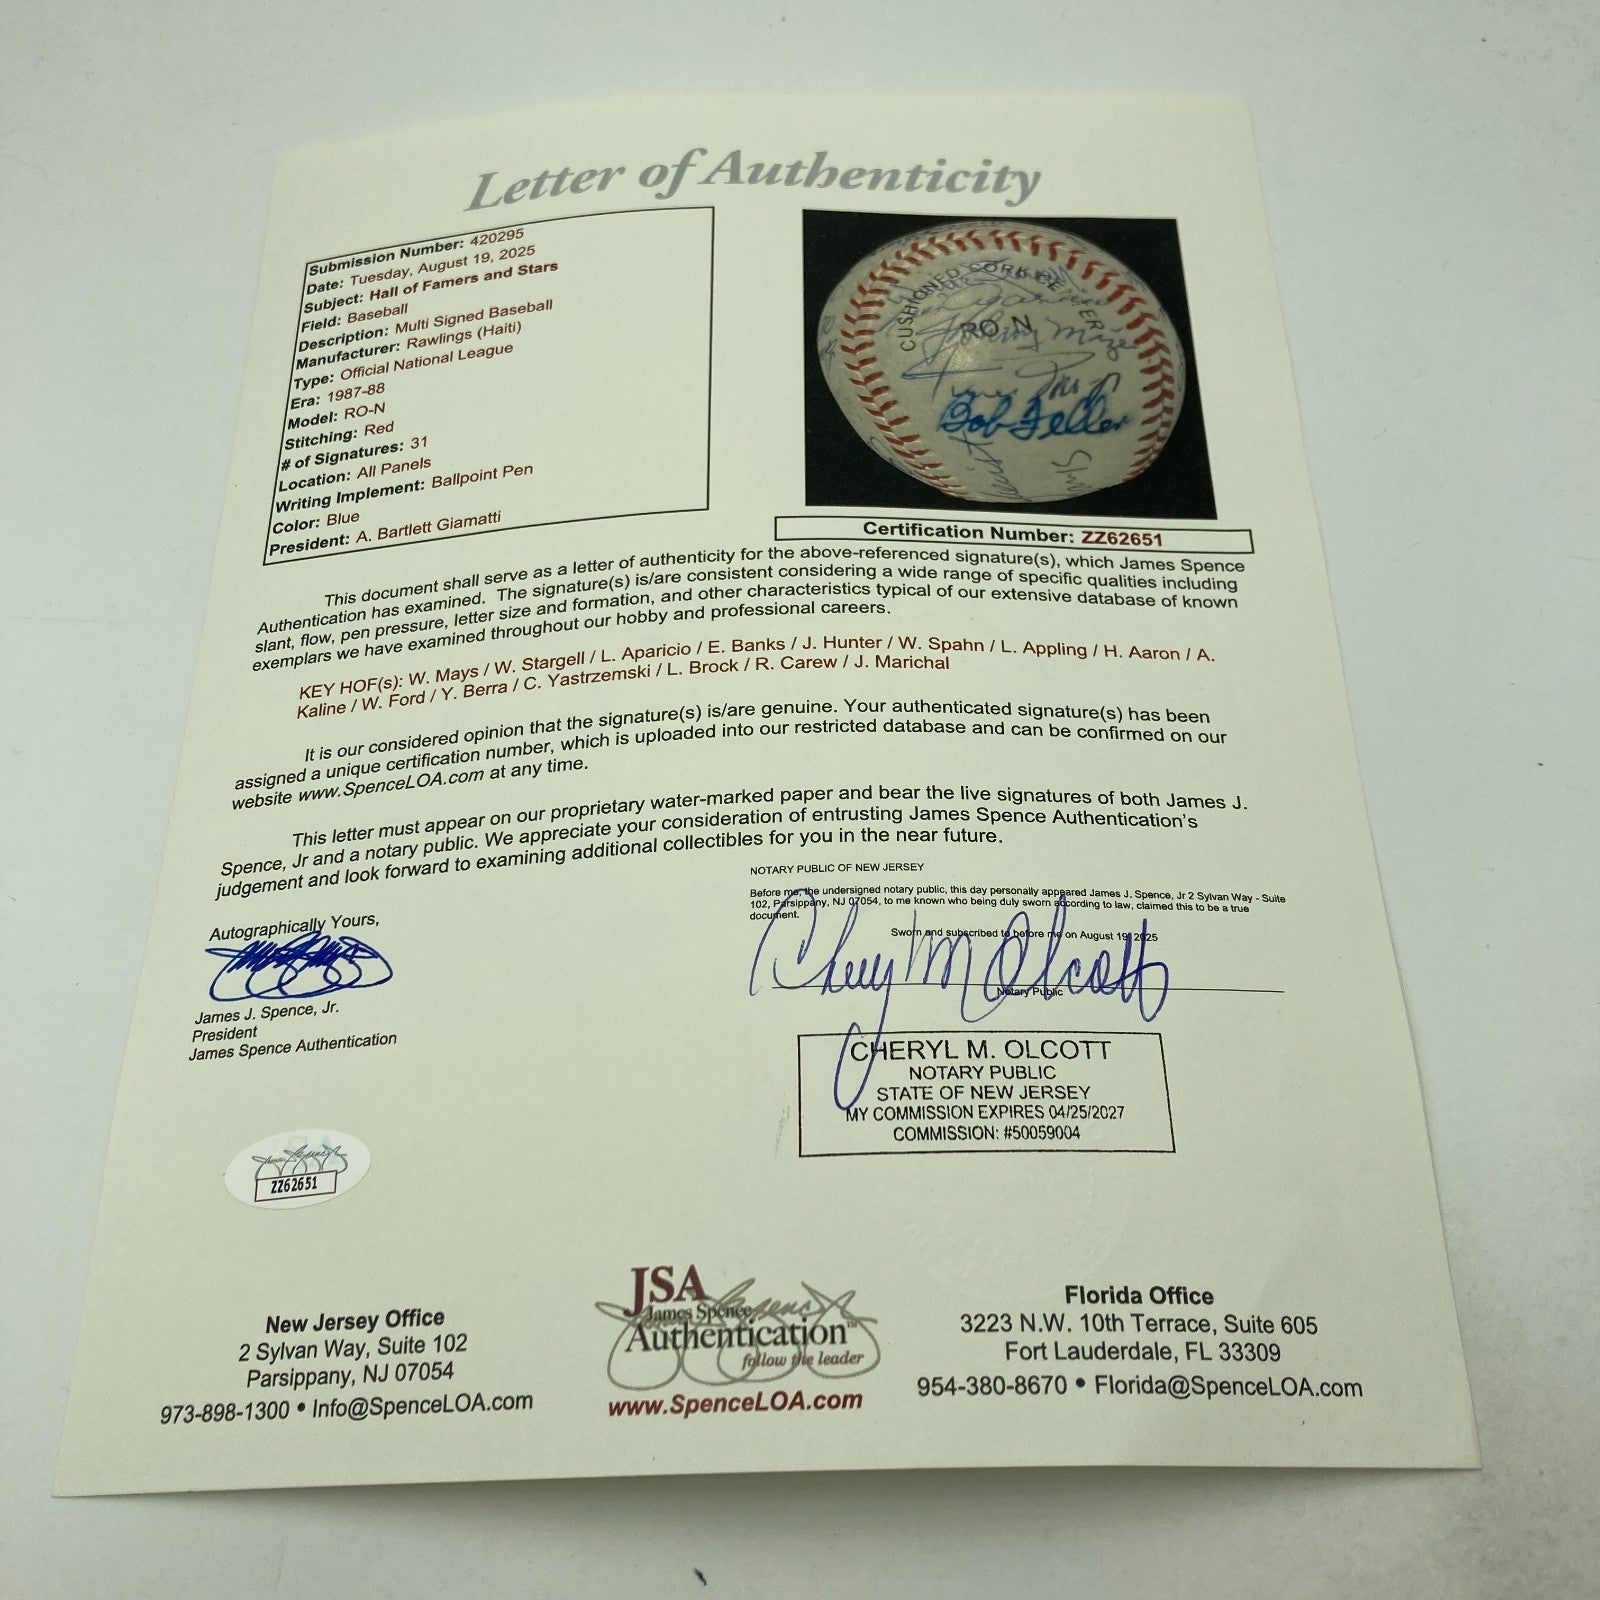 Letter of Authenticity
Submission Number: 420295
Date: Tuesday, August 19, 2025
Subject: Hall of Famers and Stars
Field: Baseball
Description: Multi Signed Baseball
Manufacturer: Rawlings (Haiti)
Type: Official National League
Era: 1987-88
Model: RO-N
Stitching: Red
# of Signatures: 31
Location: All Panels
Writing Implement: Ballpoint Pen
Color: Blue
President: A. Bartlett Giamatti
CUSHIONED CORK CENTER
RO-N
Johnny Mize
Bob Feller
Certification Number: ZZ62651
This document shall serve as a letter of authenticity for the above-referenced signature(s), which James Spence
Authentication has examined. The signature(s) is/are consistent considering a wide range of specific qualities including
slant, flow, pen pressure, letter size and formation, and other characteristics typical of our extensive database of known
exemplars we have examined throughout our hobby and professional careers.
KEY HOF(s): W. Mays / W. Stargell / L. Aparicio / E. Banks / J. Hunter / W. Spahn / L. Appling / H. Aaron / A.
Kaline / W. Ford / Y. Berra / C. Yastrzemski / L. Brock / R. Carew / J. Marichal
It is our considered opinion that the signature(s) is/are genuine. Your authenticated signature(s) has been
assigned a unique certification number, which is uploaded into our restricted database and can be confirmed on our
website www.SpenceLOA.com at any time.
This letter must appear on our proprietary water-marked paper and bear the live signatures of both James J.
Spence, Jr and a notary public. We appreciate your consideration of entrusting James Spence Authentication's
judgement and look forward to examining additional collectibles for you in the near future.
NOTARY PUBLIC OF NEW JERSEY
Before me, the undersigned notary public, this day personally appeared James J. Spence, Jr 2 Sylvan Way - Suite
102, Parsippany, NJ 07054, to me known who being duly sworn according to law, claimed this to be a true
document.
Sworn and subscribed to before me on August 19, 2025
Cheryl M Olcott
Notary Public
Autographically Yours,
James J. Spence, Jr.
President
James Spence Authentication
CHERYL M. OLCOTT
NOTARY PUBLIC
STATE OF NEW JERSEY
MY COMMISSION EXPIRES 04/25/2027
COMMISSION: #50059004
ZZ62651
New Jersey Office
2 Sylvan Way, Suite 102
Parsippany, NJ 07054
973-898-1300 • Info@SpenceLOA.com
JSA
James Spence
Authentication™
follow the leader
www.SpenceLOA.com
Florida Office
3223 N.W. 10th Terrace, Suite 605
Fort Lauderdale, FL 33309
954-380-8670 • Florida@SpenceLOA.com